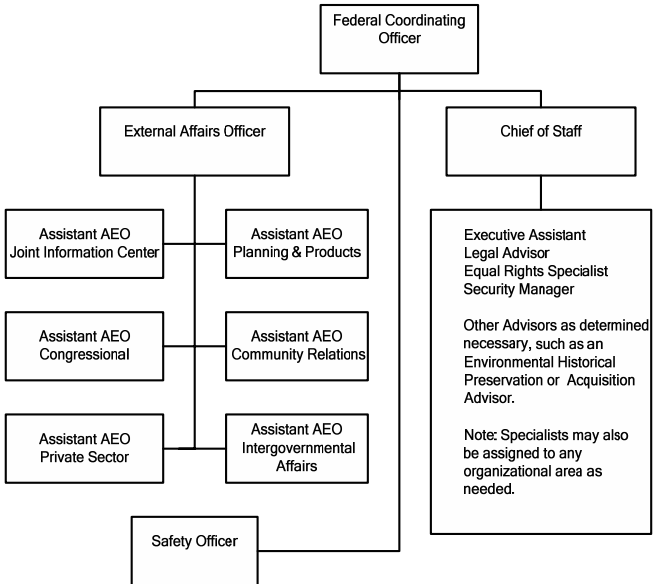 Federal Coordinating
Officer
External Affairs Officer
Chief of Staff
Assistant AEO
Joint Information Center
Assistant AEO
Planning & Products
Assistant AEO
Congressional
Assistant AEO
Community Relations
Assistant AEO
Private Sector
Assistant AEO
Intergovernmental
Affairs
Executive Assistant
Legal Advisor
Equal Rights Specialist
Security Manager
Other Advisors as determined
necessary, such as an
Environmental Historical
Preservation or Acquisition
Advisor.
Note: Specialists may also
be assigned to any
organizational area as
needed.
Safety Officer